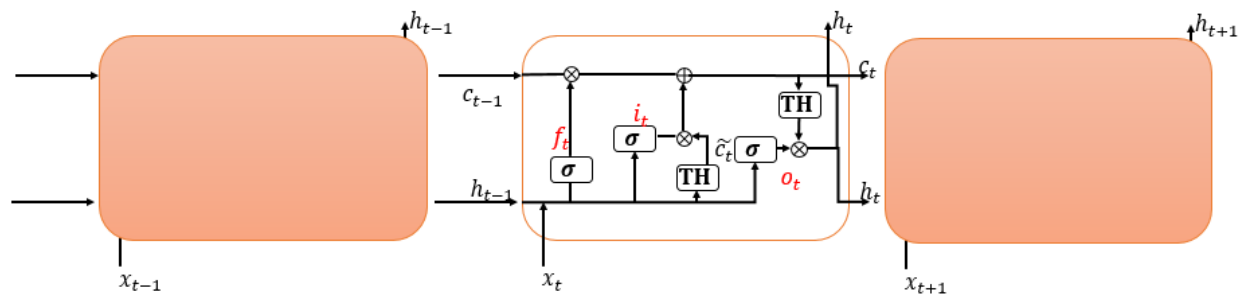 h_{t−1}
h_t
h_{t+1}
c_{t−1}
c_t
TH
f_t
i_t
σ
c̃_t
σ
σ
TH
o_t
h_{t−1}
h_t
x_{t−1}
x_t
x_{t+1}